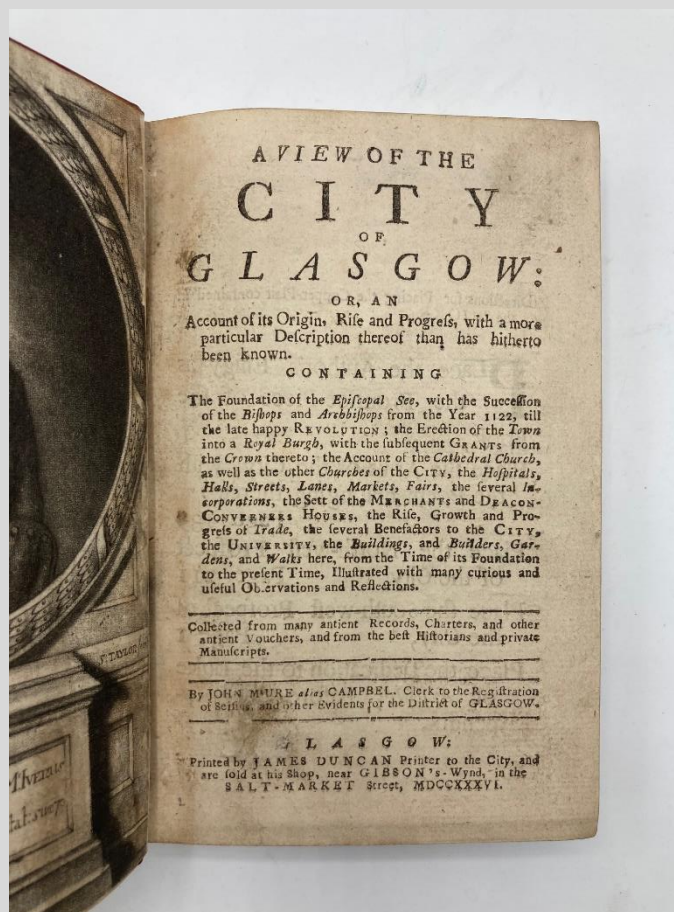 A VIEW OF THE
CITY
OF
GLASGOW:
OR, AN
Account of its Origin, Riſe and Progreſs, with a more
particular Deſcription thereof than has hitherto
been known.
CONTAINING
The Foundation of the Epiſcopal See, with the Succeſſion
of the Biſhops and Archbiſhops from the Year 1122, till
the late happy REVOLUTION; the Erection of the Town
into a Royal Burgh, with the ſubſequent GRANTS from
the Crown thereto; the Account of the Cathedral Church,
as well as the other Churches of the CITY, the Hoſpitals,
Halls, Streets, Lanes, Markets, Fairs, the ſeveral In-
corporations, the Sett of the MERCHANTS and DEACON-
CONVERNERS HOUSES, the Riſe, Growth and Pro-
greſs of Trade, the ſeveral Benefactors to the CITY,
the UNIVERSITY, the Buildings, and Builders, Gar-
dens, and Walks here, from the Time of its Foundation
to the preſent Time, Illuſtrated with many curious and
uſeful Obſervations and Reflections.
Collected from many antient Records, Charters, and other
antient Vouchers, and from the beſt Hiſtorians and private
Manuſcripts.
By JOHN M'URE alias CAMPBEL. Clerk to the Regiſtration
of Seiſins, and other Evidents for the Diſtrict of GLASGOW.
GLASGOW:
Printed by JAMES DUNCAN Printer to the City, and
are ſold at his Shop, near GIBSON's-Wynd, in the
SALT-MARKET Street, MDCCXXXVI.
TAYLOR